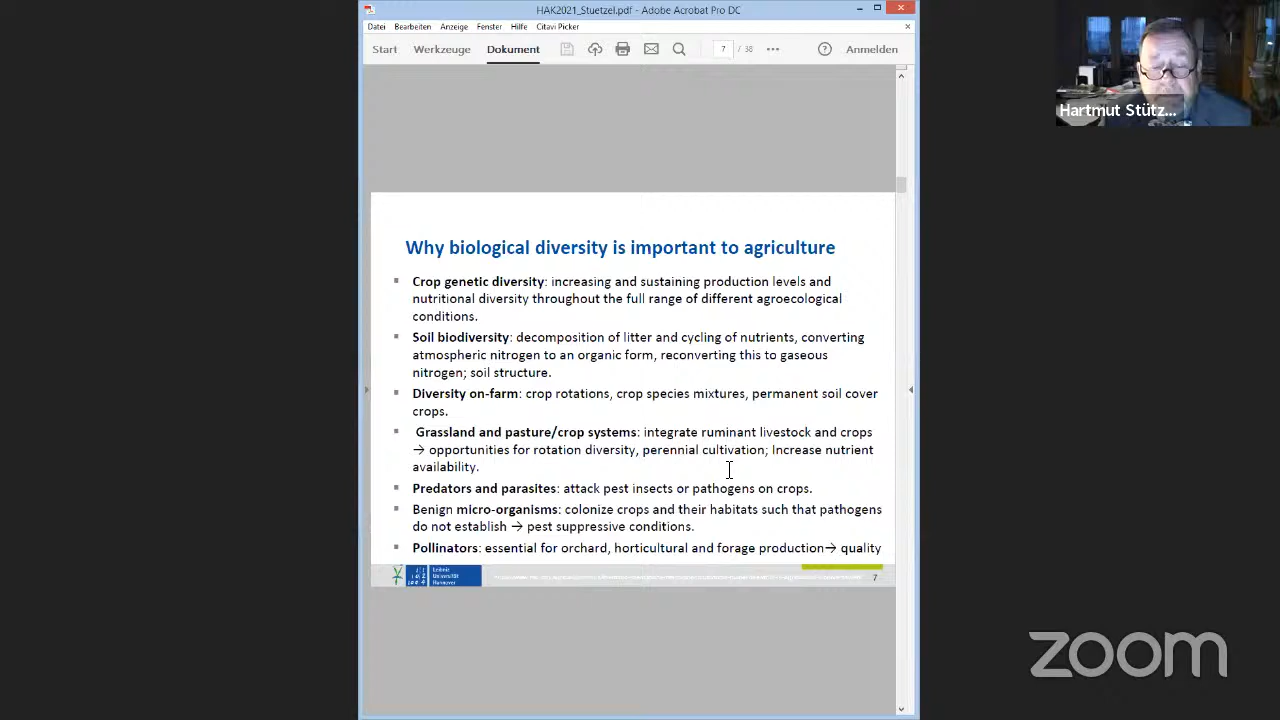 HAK2021_Stuetzel.pdf - Adobe Acrobat Pro DC
Datei Bearbeiten Anzeige Fenster Hilfe Citavi Picker
Start Werkzeuge Dokument 7 / 38 Anmelden
Hartmut Stütz...
Why biological diversity is important to agriculture
Crop genetic diversity: increasing and sustaining production levels and
nutritional diversity throughout the full range of different agroecological
conditions.
Soil biodiversity: decomposition of litter and cycling of nutrients, converting
atmospheric nitrogen to an organic form, reconverting this to gaseous
nitrogen; soil structure.
Diversity on-farm: crop rotations, crop species mixtures, permanent soil cover
crops.
Grassland and pasture/crop systems: integrate ruminant livestock and crops
→ opportunities for rotation diversity, perennial cultivation; Increase nutrient
availability.
Predators and parasites: attack pest insects or pathogens on crops.
Benign micro-organisms: colonize crops and their habitats such that pathogens
do not establish → pest suppressive conditions.
Pollinators: essential for orchard, horticultural and forage production→ quality
Leibniz
Universität
Hannover
7
zoom